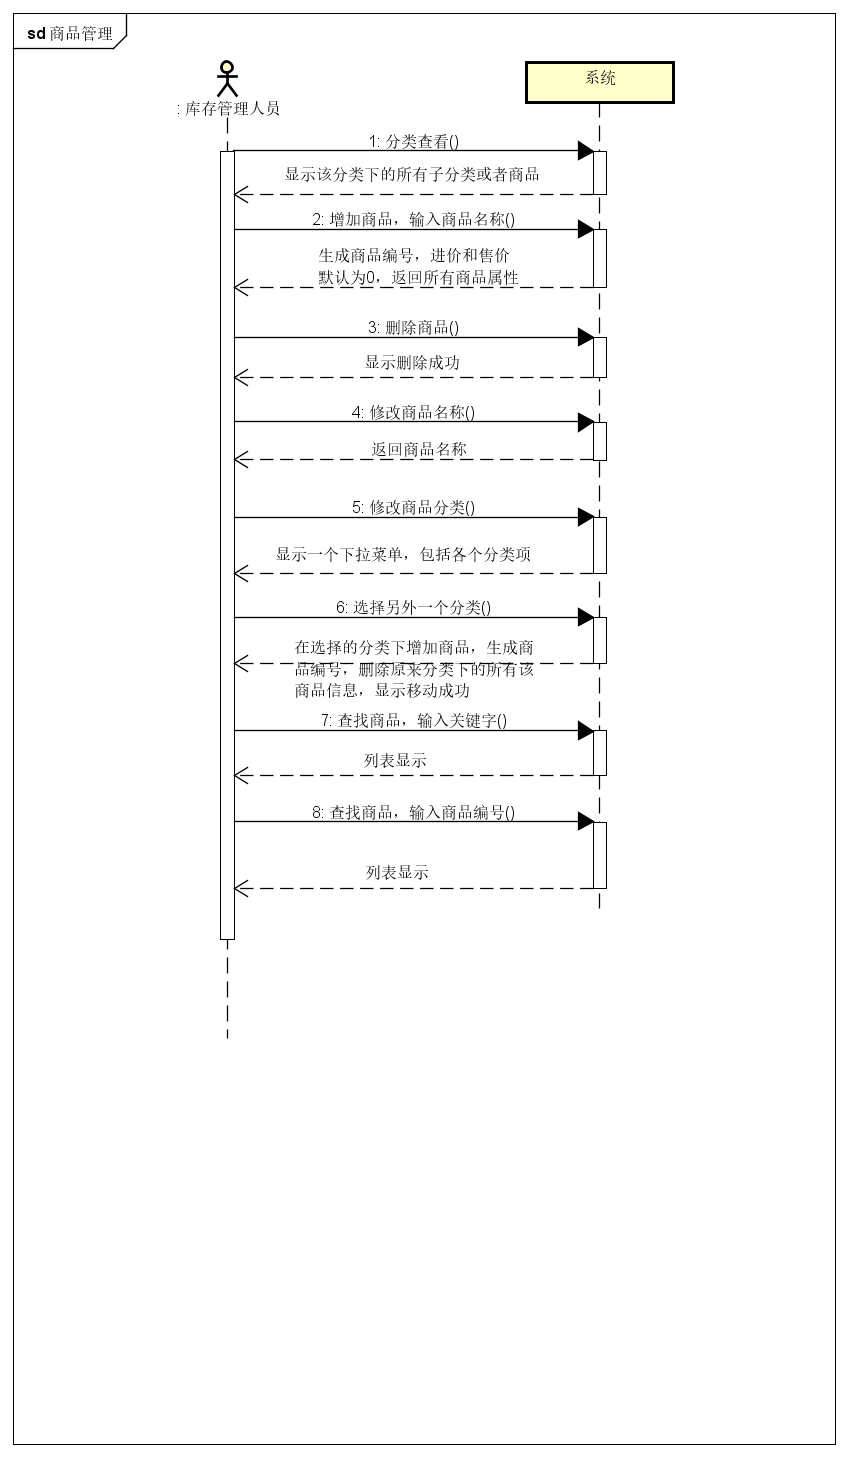 sd 商品管理
: 库存管理人员
系统
1: 分类查看()
显示该分类下的所有子分类或者商品
2: 增加商品，输入商品名称()
生成商品编号，进价和售价
默认为0，返回所有商品属性
3: 删除商品()
显示删除成功
4: 修改商品名称()
返回商品名称
5: 修改商品分类()
显示一个下拉菜单，包括各个分类项
6: 选择另外一个分类()
在选择的分类下增加商品，生成商
品编号，删除原来分类下的所有该
商品信息，显示移动成功
7: 查找商品，输入关键字()
列表显示
8: 查找商品，输入商品编号()
列表显示